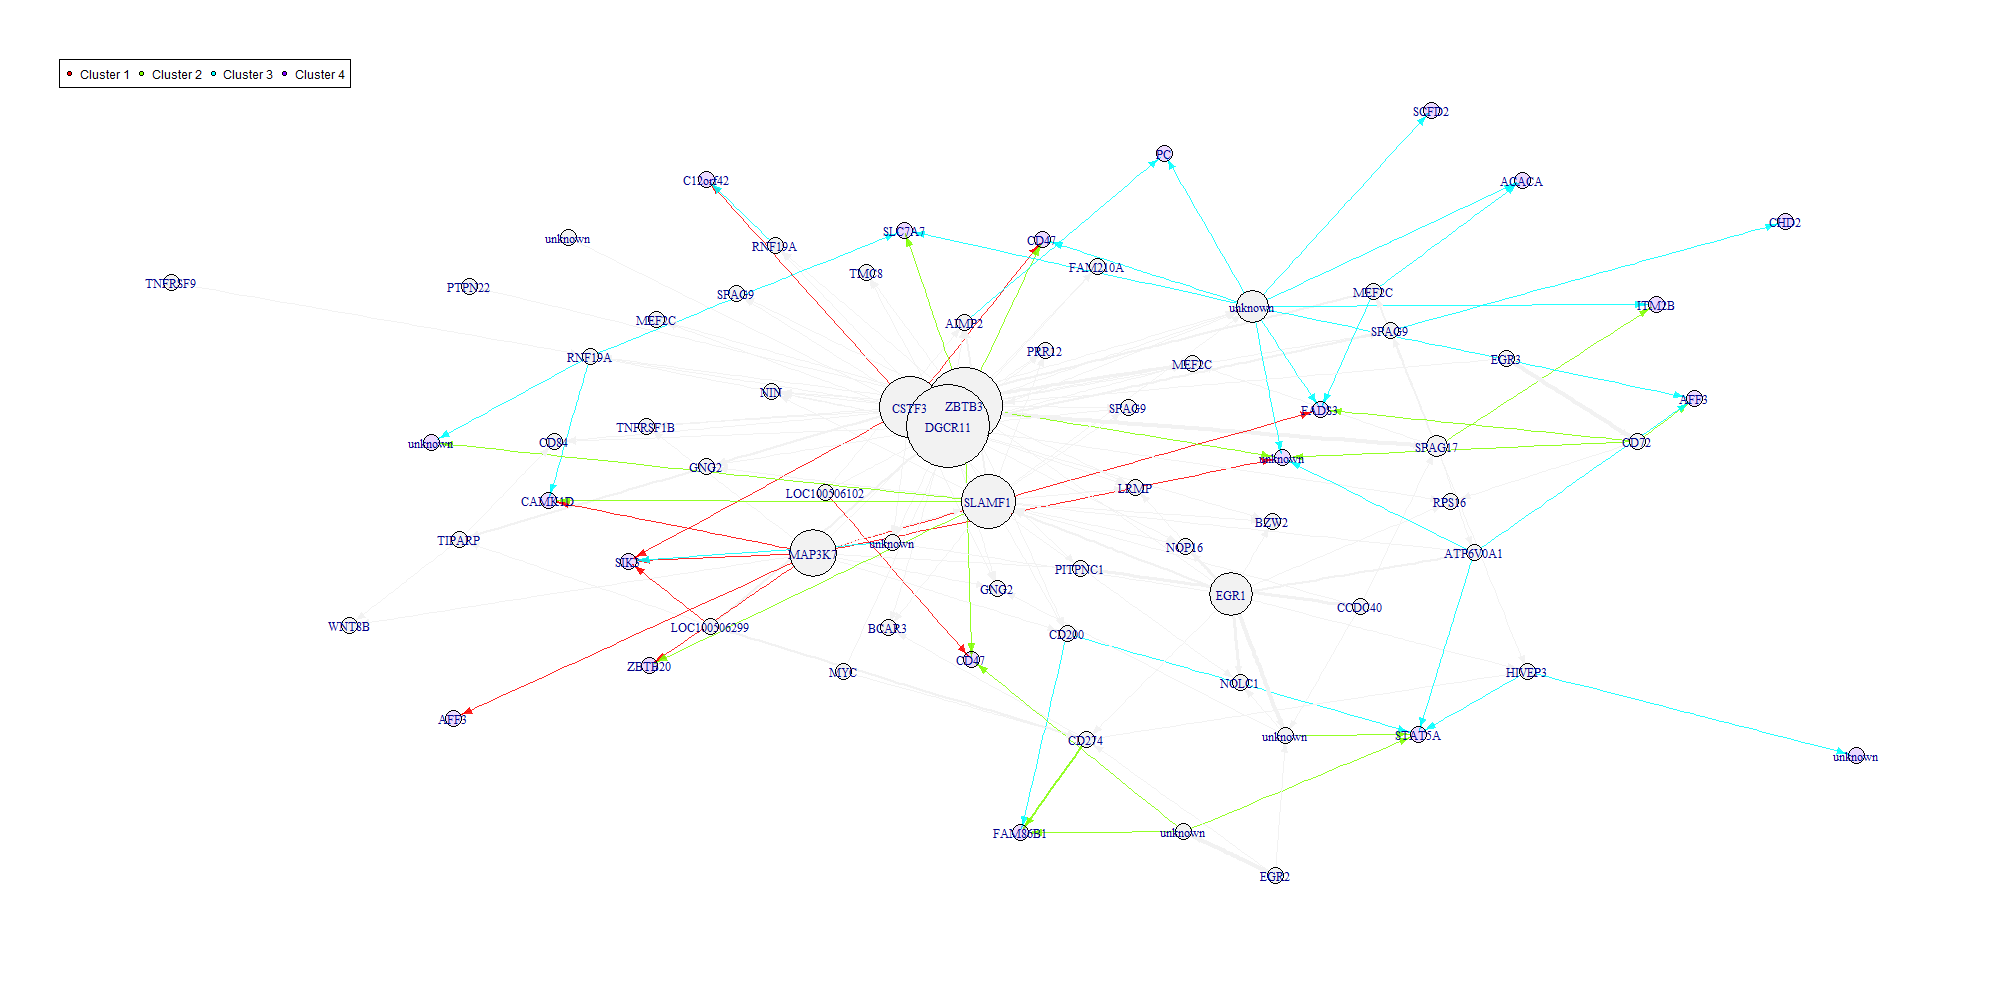 Cluster 1 Cluster 2 Cluster 3 Cluster 4
SCFD2
PC
C12orf42
ACACA
CHD2
SLC7A7
unknown
CD47
RNF19A
FAM210A
TMC8
TNFRSF9
PTPN22
SPAG9
MEF2C
ITM2B
unknown
MEF2C
AIMP2
SPAG9
PRR12
RNF19A
EGR3
MEF2C
NIN
AFF3
CSTF3
ZBTB3
SPAG9
FADS3
TNFRSF1B
DGCR11
unknown
CD84
CD72
SPAG17
unknown
GNG2
LRMP
LOC100506102
CAMK1D
SLAMF1
RPS16
BZW2
TIPARP
unknown
NOP16
MAP3K7
ATP6V0A1
SIK3
PITPNC1
GNG2
EGR1
CCDC40
WNT8B
LOC100506299
BCAR3
CD200
CD47
ZBTB20
MYC
HIVEP3
NOLC1
AFF3
STAT5A
unknown
CD274
unknown
FAM86B1
unknown
EGR2